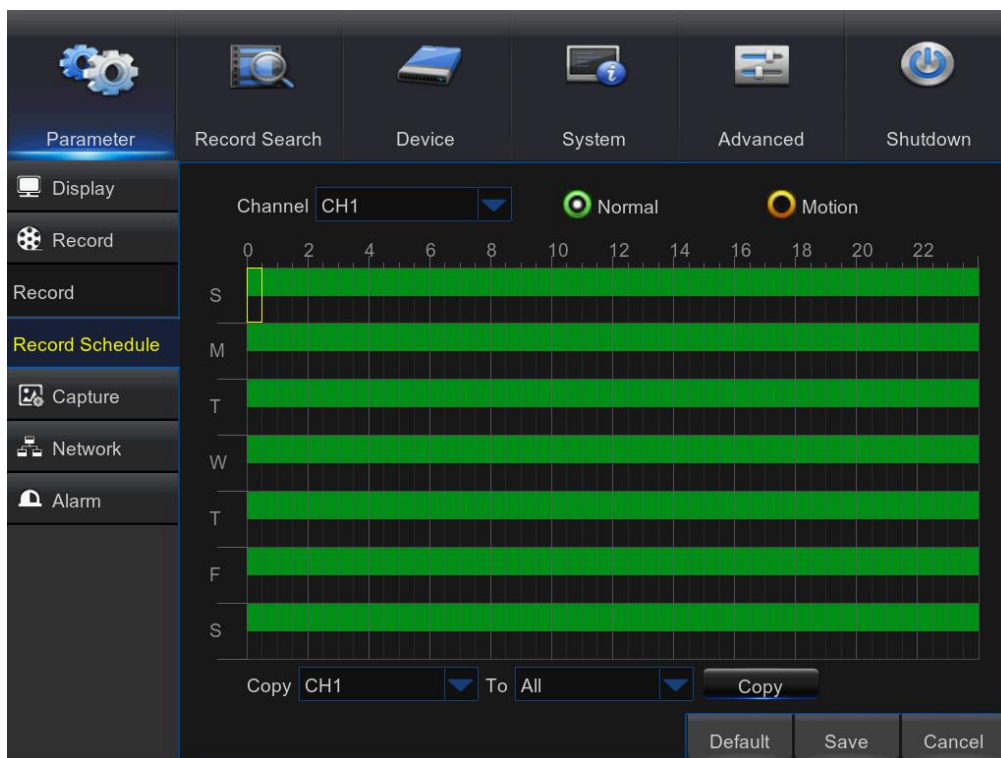 Parameter Record Search Device System Advanced Shutdown
Display
Record
Record
Record Schedule
Capture
Network
Alarm
Channel CH1 Normal Motion
0 2 4 6 8 10 12 14 16 18 20 22
S
M
T
W
T
F
S
Copy CH1 To All Copy
Default Save Cancel